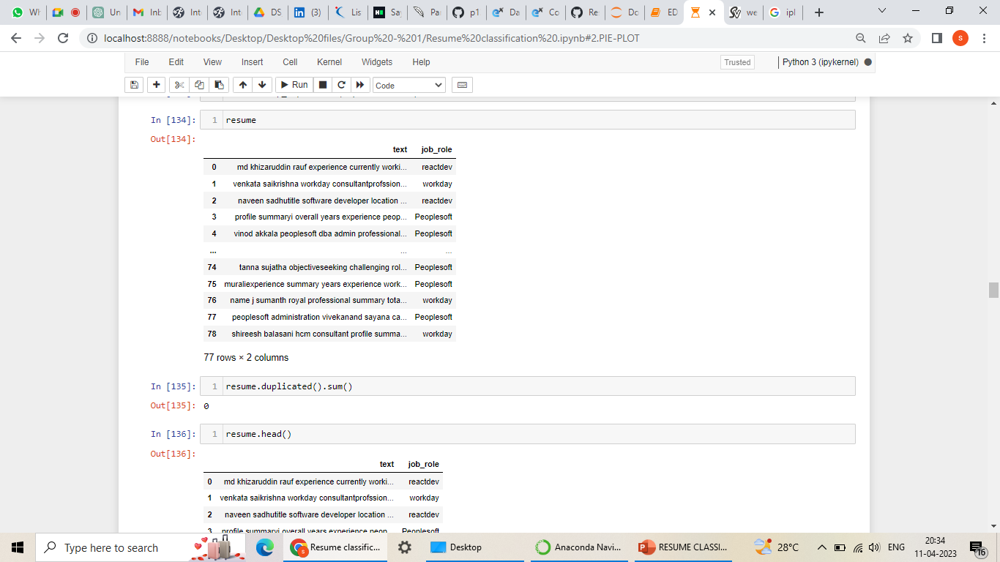 Wh
Un
Inb
Int
Int
DS
(3)
Lis
Say
Pa
p1
Da
Co
Re
Do
ED
we
ipl
localhost:8888/notebooks/Desktop/Desktop%20files/Group%20-%201/Resume%20classification%20.ipynb#2.PIE-PLOT
s
File Edit View Insert Cell Kernel Widgets Help
Trusted
Python 3 (ipykernel)
Run
Code
In [134]: 1 resume
Out[134]:
text job_role
0 md khizaruddin rauf experience currently worki... reactdev
1 venkata saikrishna workday consultantprofssion... workday
2 naveen sadhutitle software developer location ... reactdev
3 profile summaryi overall years experience peop... Peoplesoft
4 vinod akkala peoplesoft dba admin professional... Peoplesoft
... ... ...
74 tanna sujatha objectiveseeking challenging rol... Peoplesoft
75 muraliexperience summary years experience work... Peoplesoft
76 name j sumanth royal professional summary tota... workday
77 peoplesoft administration vivekanand sayana ca... Peoplesoft
78 shireesh balasani hcm consultant profile summa... workday
77 rows × 2 columns
In [135]: 1 resume.duplicated().sum()
Out[135]: 0
In [136]: 1 resume.head()
Out[136]:
text job_role
0 md khizaruddin rauf experience currently worki... reactdev
1 venkata saikrishna workday consultantprofssion... workday
2 naveen sadhutitle software developer location ... reactdev
3 profile summaryi overall years experience peop... Peoplesoft
Type here to search
Resume classific...
Desktop
Anaconda Navi...
RESUME CLASSI...
28°C
ENG
20:34
11-04-2023
16